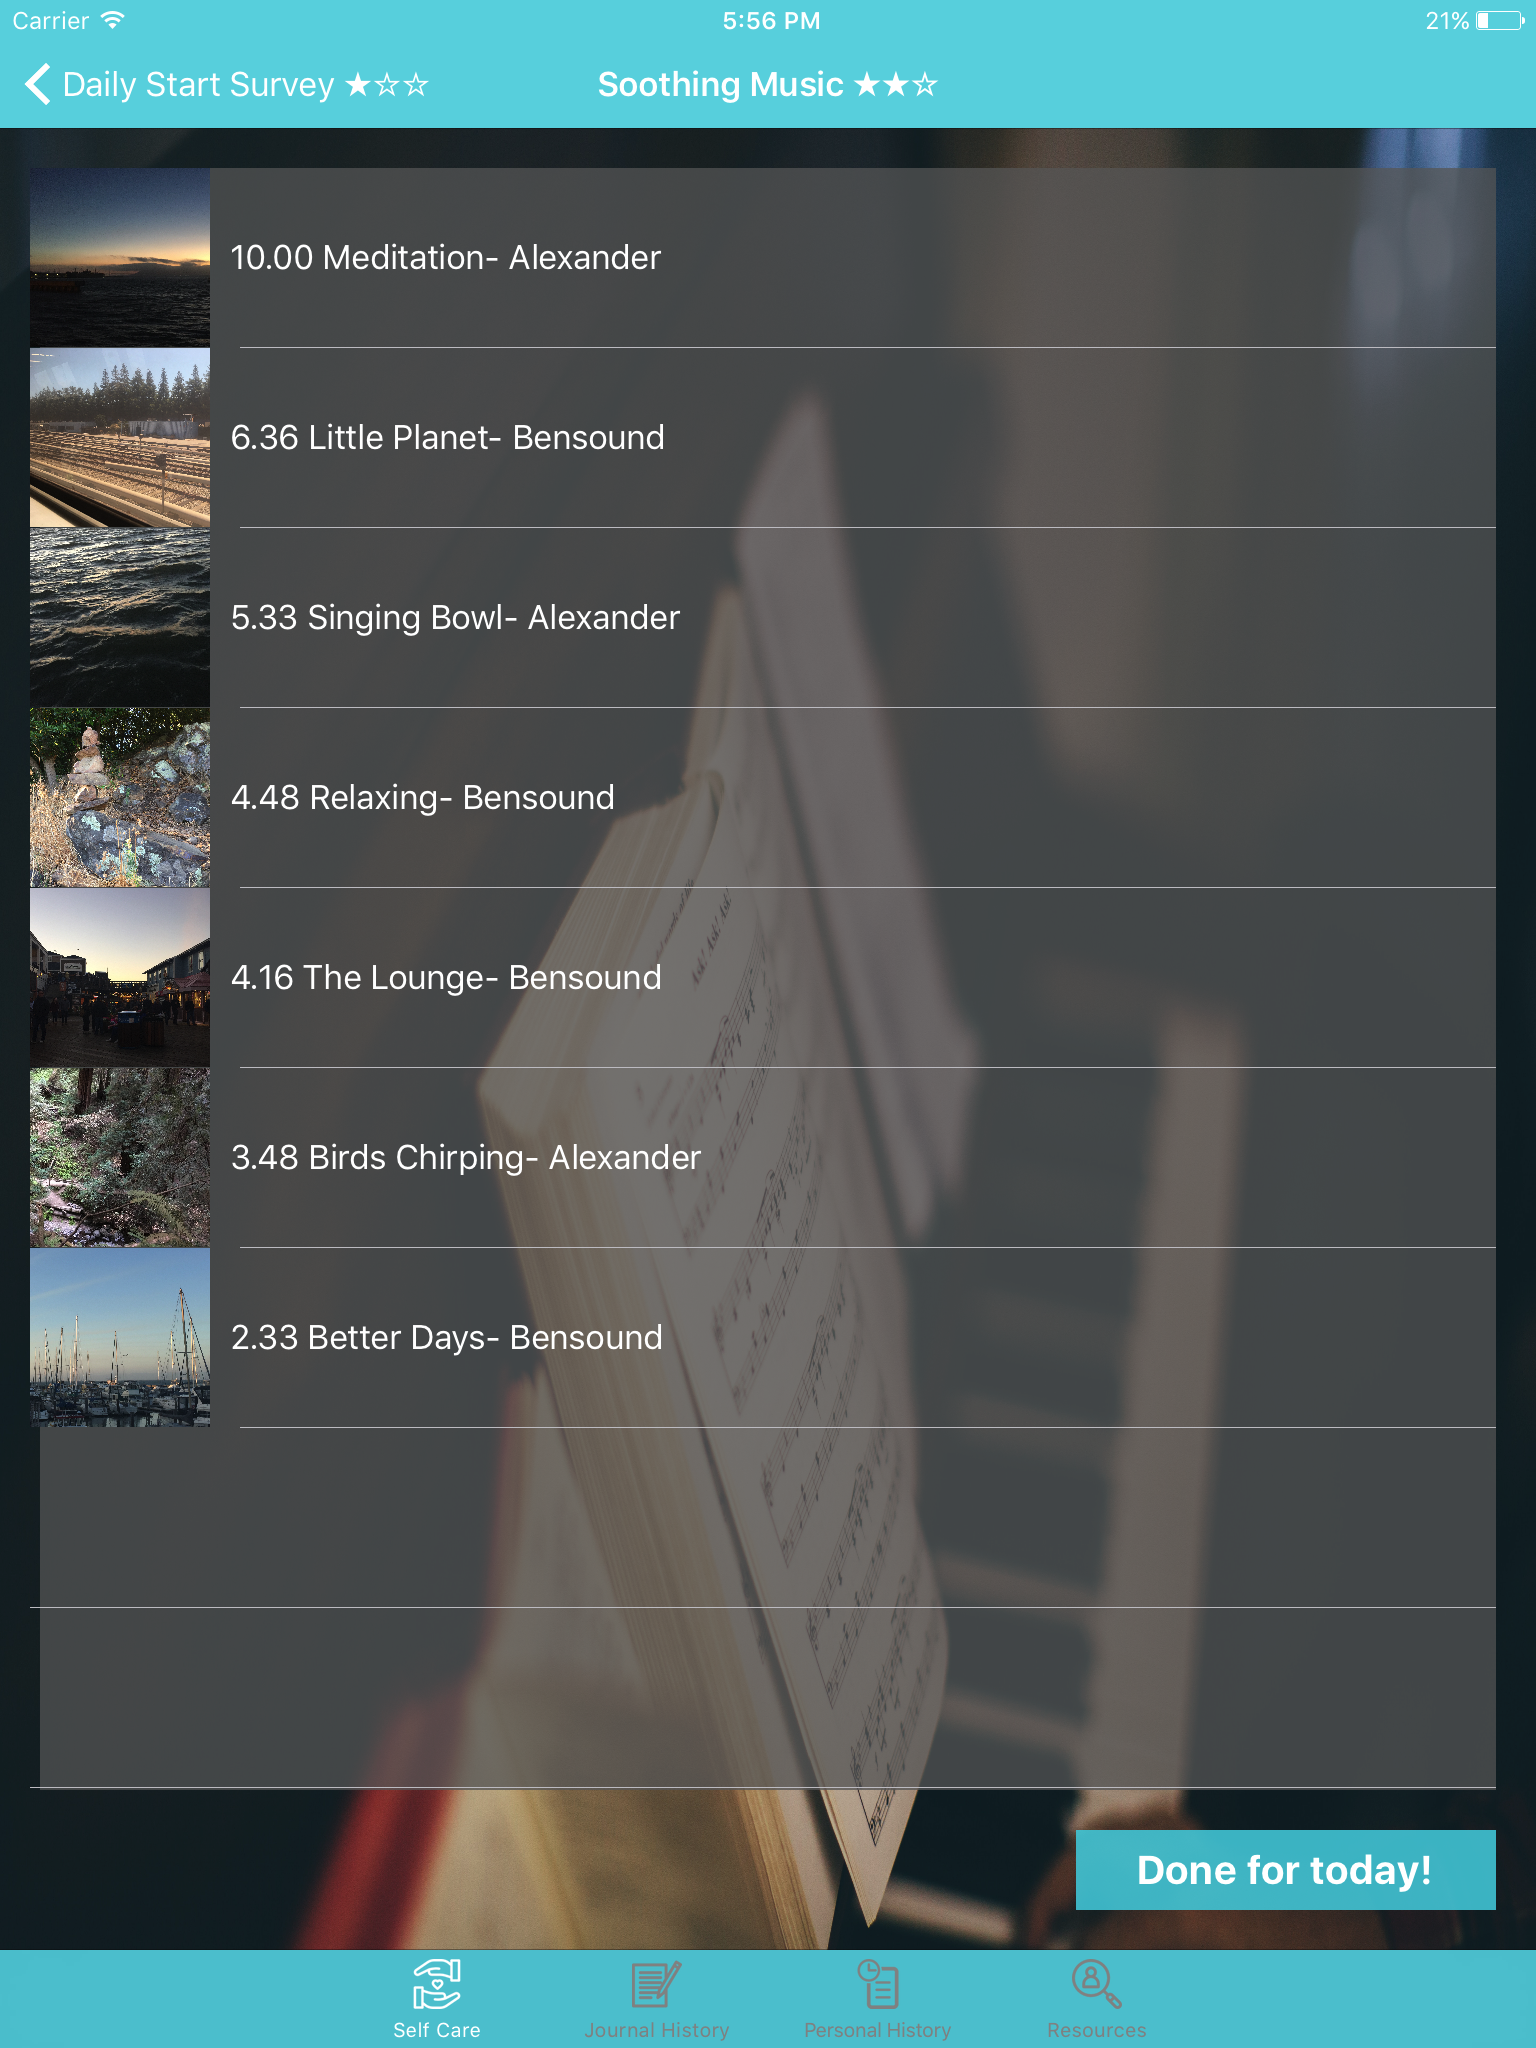 Carrier 5:56 PM 21%
Daily Start Survey ★☆☆ Soothing Music ★★☆
10.00 Meditation- Alexander
6.36 Little Planet- Bensound
5.33 Singing Bowl- Alexander
4.48 Relaxing- Bensound
4.16 The Lounge- Bensound
3.48 Birds Chirping- Alexander
2.33 Better Days- Bensound
Done for today!
Self Care Journal History Personal History Resources